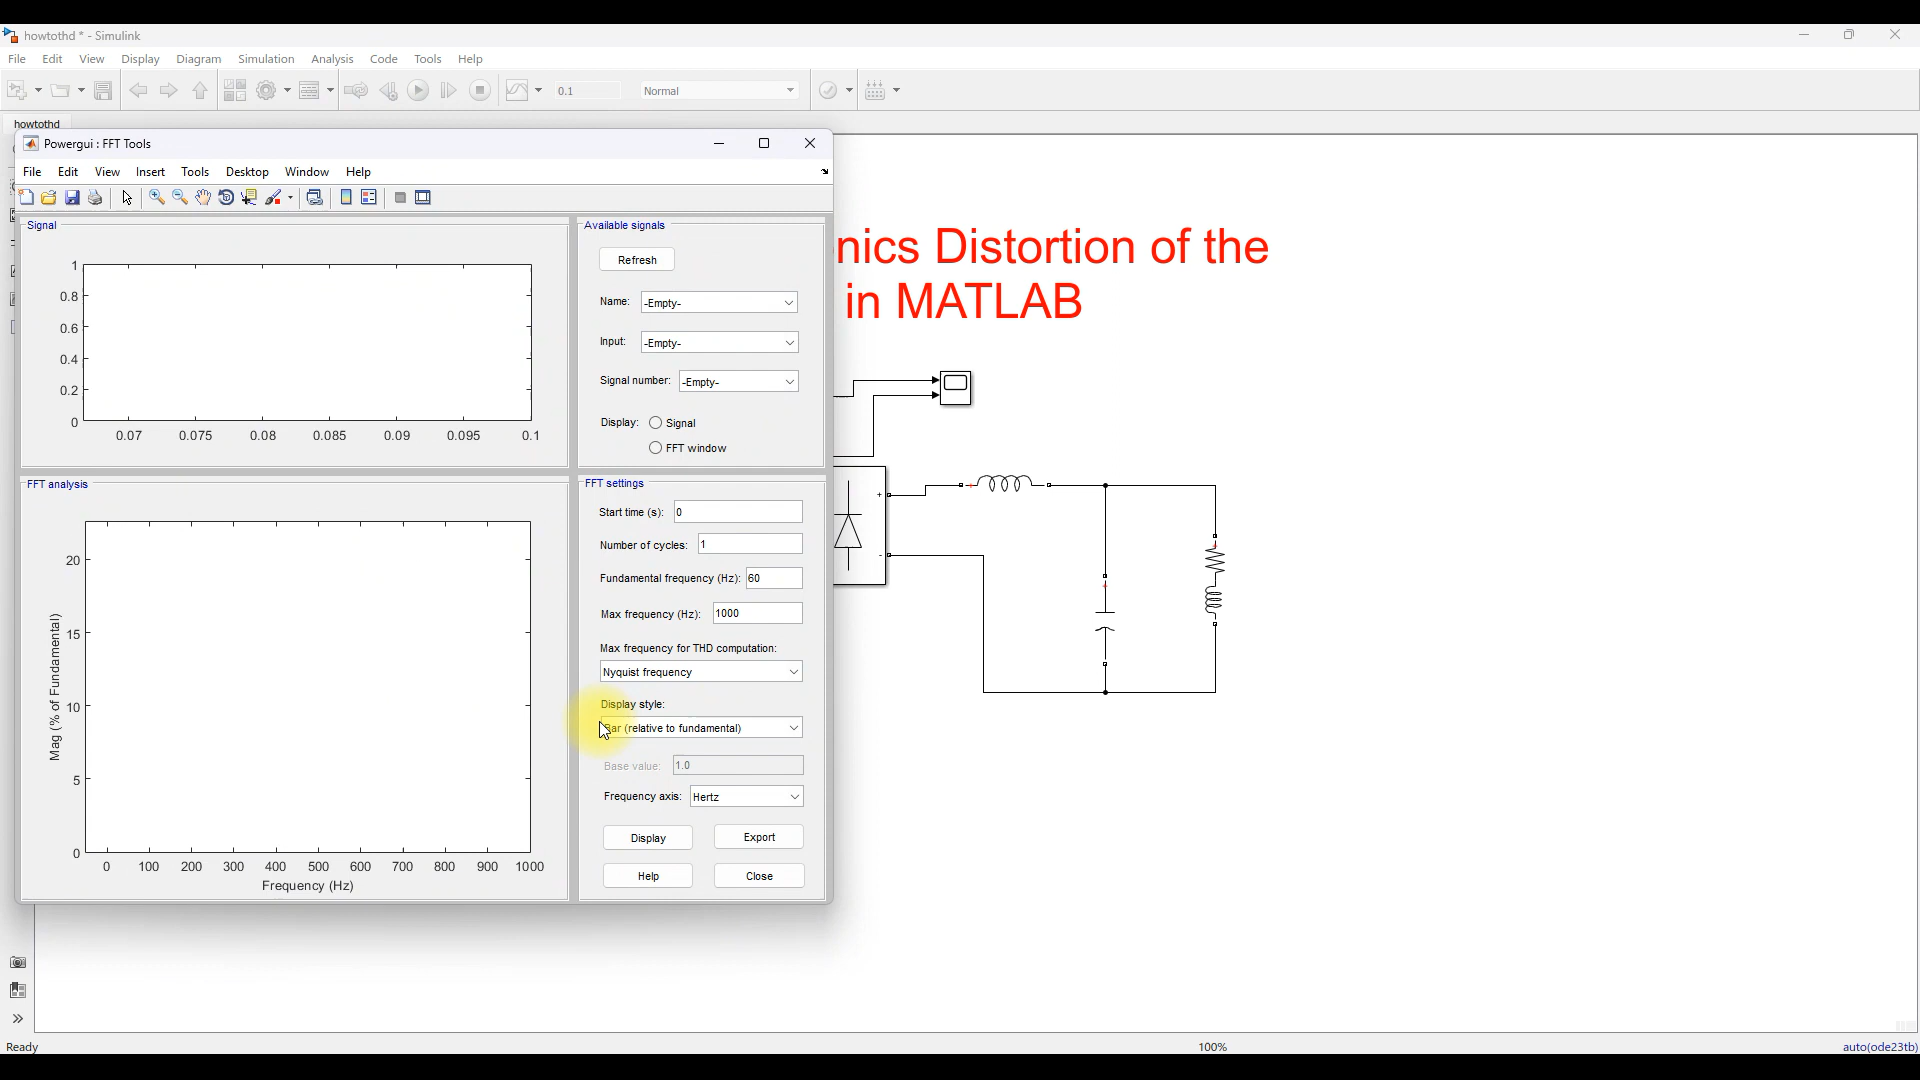 howtothd * - Simulink
File Edit View Display Diagram Simulation Analysis Code Tools Help
0.1 Normal
howtothd
Powergui : FFT Tools
File Edit View Insert Tools Desktop Window Help
Signal
1
0.8
0.6
0.4
0.2
0
0.07 0.075 0.08 0.085 0.09 0.095 0.1
Available signals
Refresh
Name: -Empty-
Input: -Empty-
Signal number: -Empty-
Display: Signal
FFT window
nics Distortion of the
in MATLAB
+
-
FFT analysis
20
15
10
5
0
Mag (% of Fundamental)
0 100 200 300 400 500 600 700 800 900 1000
Frequency (Hz)
FFT settings
Start time (s): 0
Number of cycles: 1
Fundamental frequency (Hz): 60
Max frequency (Hz): 1000
Max frequency for THD computation:
Nyquist frequency
Display style:
Bar (relative to fundamental)
Base value: 1.0
Frequency axis: Hertz
Display Export
Help Close
Ready 100% auto(ode23tb)